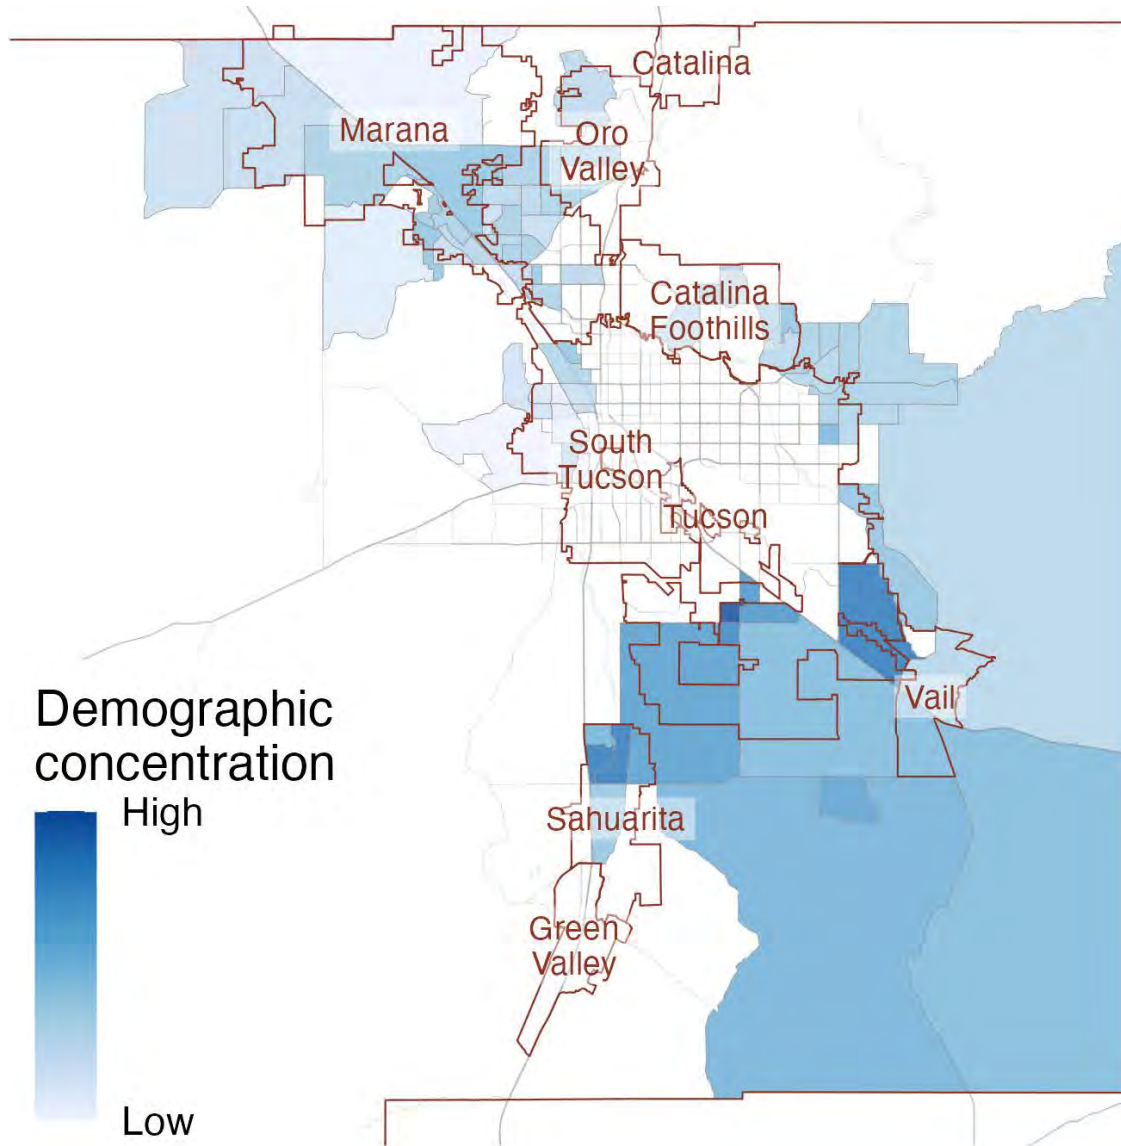 Catalina
Marana
Oro
Valley
Catalina
Foothills
South
Tucson
Tucson
Vail
Demographic
concentration
High
Sahuarita
Green
Valley
Low